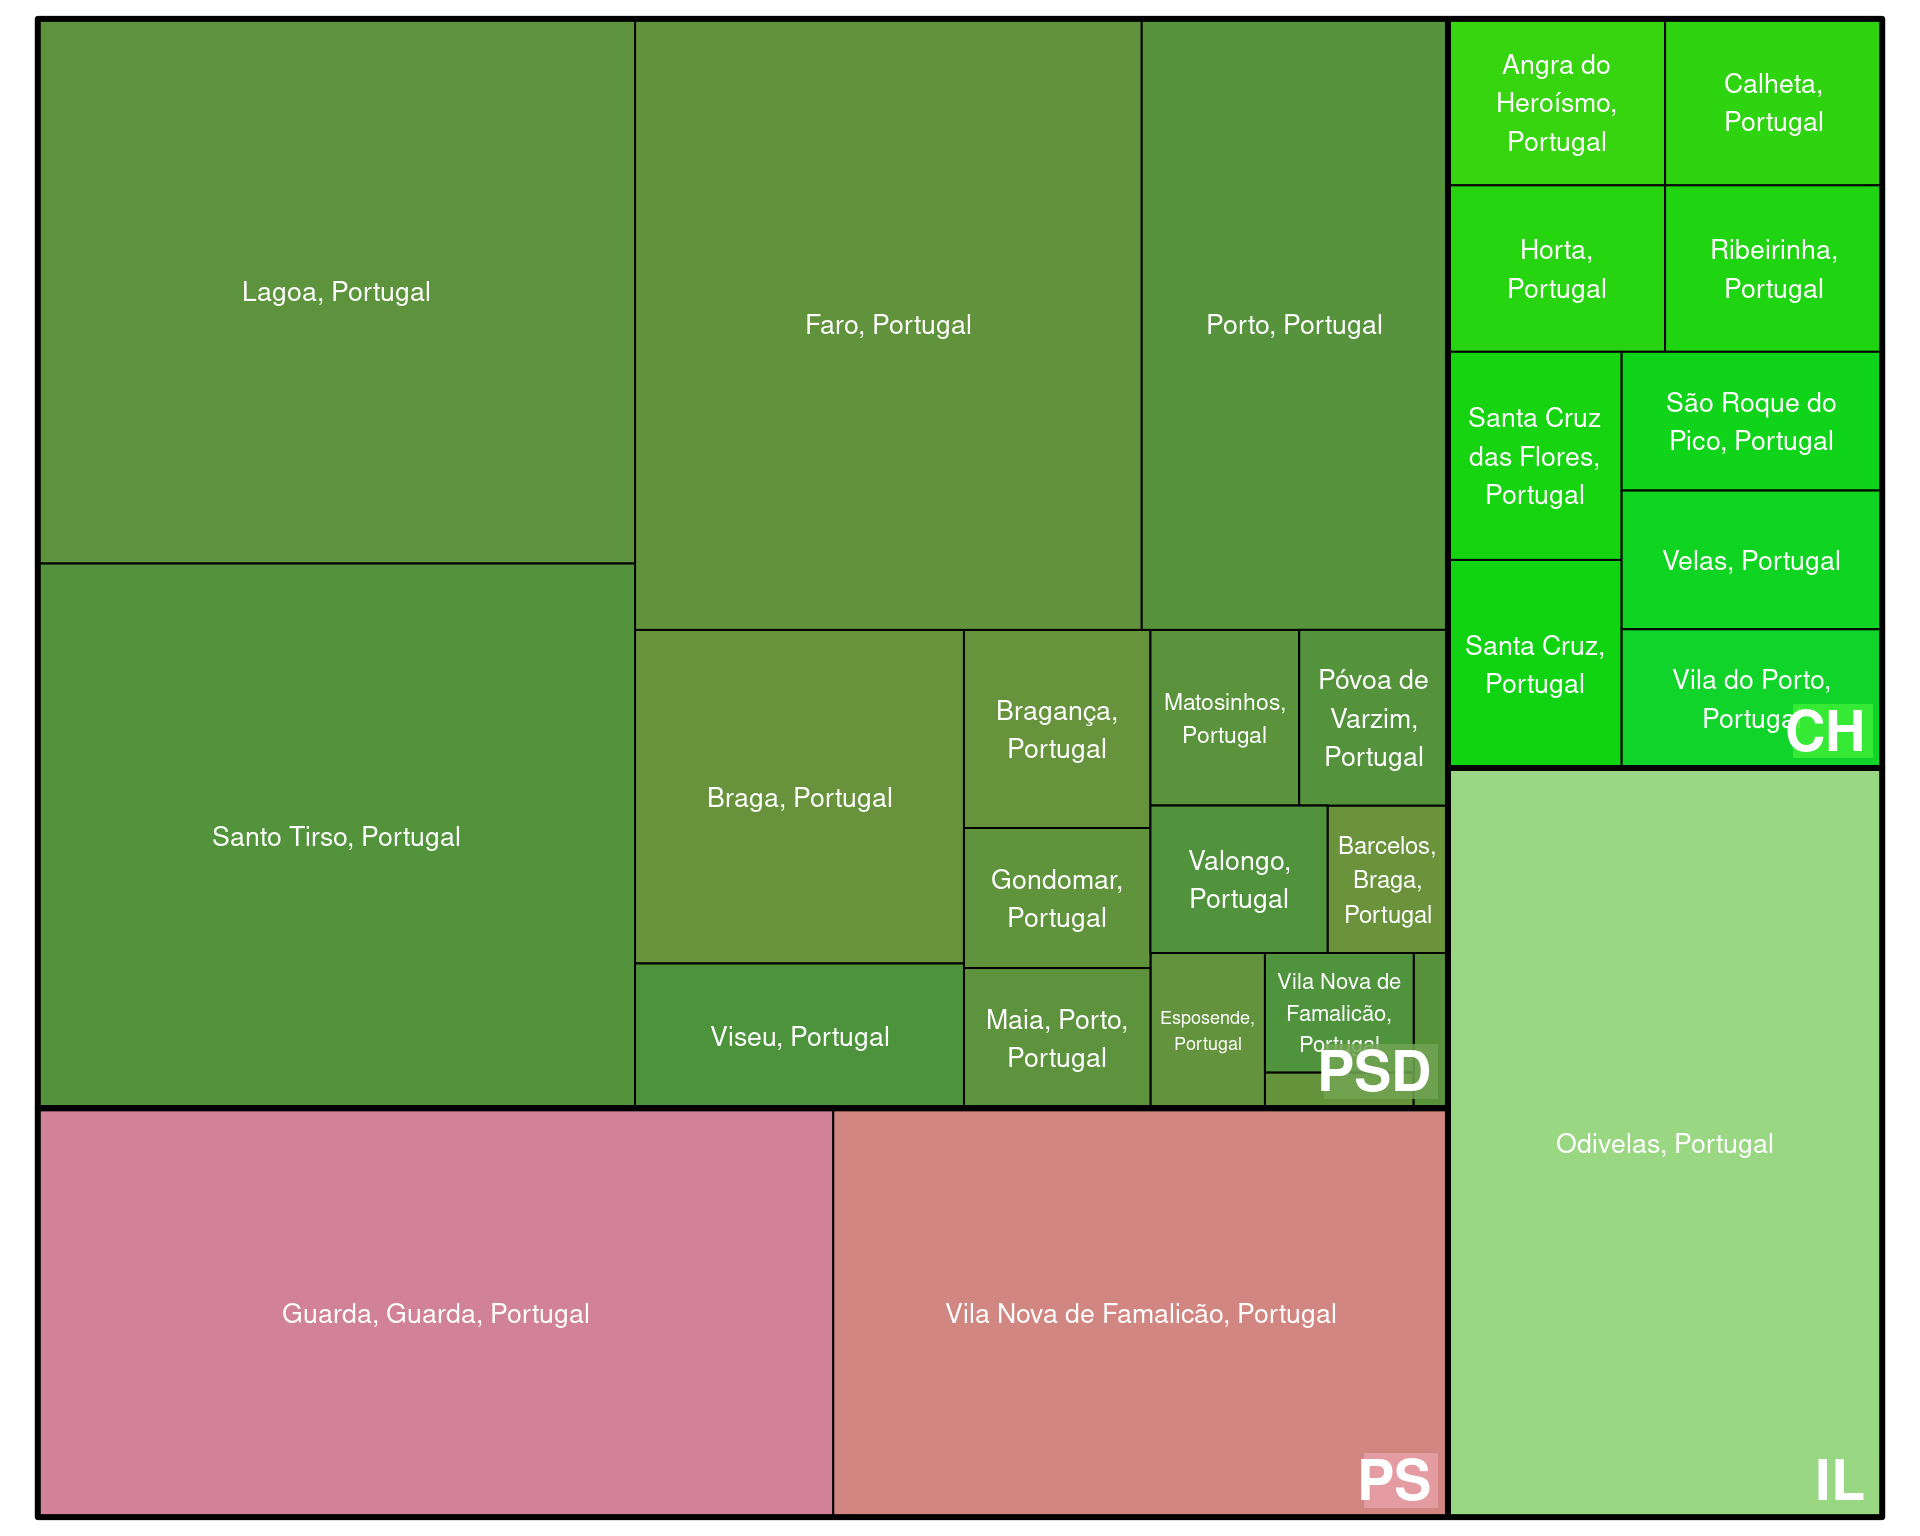 Lagoa, Portugal
Faro, Portugal
Porto, Portugal
Santo Tirso, Portugal
Braga, Portugal
Viseu, Portugal
Bragança,
Portugal
Gondomar,
Portugal
Maia, Porto,
Portugal
Matosinhos,
Portugal
Póvoa de
Varzim,
Portugal
Valongo,
Portugal
Barcelos,
Braga,
Portugal
Esposende,
Portugal
Vila Nova de
Famalicão,
Portugal
PSD
Angra do
Heroísmo,
Portugal
Calheta,
Portugal
Horta,
Portugal
Ribeirinha,
Portugal
Santa Cruz
das Flores,
Portugal
São Roque do
Pico, Portugal
Velas, Portugal
Santa Cruz,
Portugal
Vila do Porto,
Portugal
CH
Guarda, Guarda, Portugal
Vila Nova de Famalicão, Portugal
PS
Odivelas, Portugal
IL